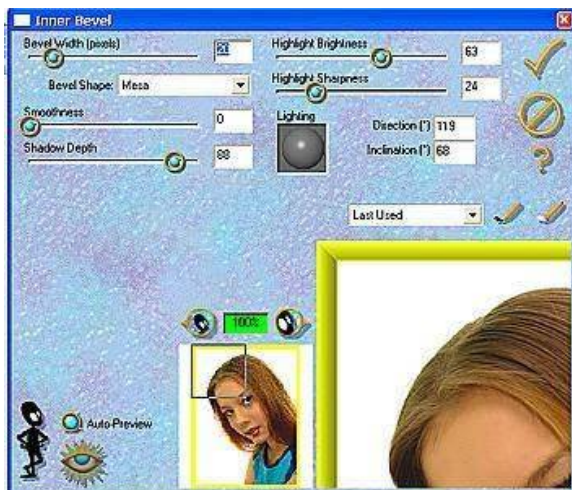 Inner Bevel
Bevel Width (pixels)
20
Bevel Shape: Mesa
Smoothness
0
Shadow Depth
88
Highlight Brightness
63
Highlight Sharpness
24
Lighting
Direction (°) 119
Inclination (°) 68
?
Last Used
100%
Auto-Preview